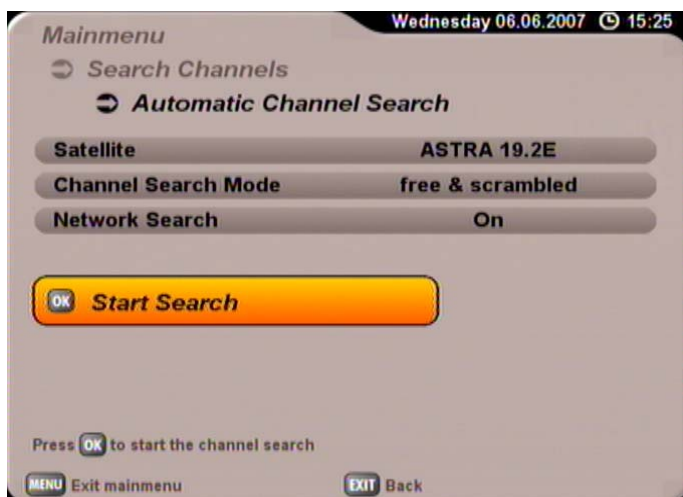 Wednesday 06.06.2007 15:25
Mainmenu
Search Channels
Automatic Channel Search
Satellite ASTRA 19.2E
Channel Search Mode free & scrambled
Network Search On
OK Start Search
Press OK to start the channel search
MENU Exit mainmenu EXIT Back